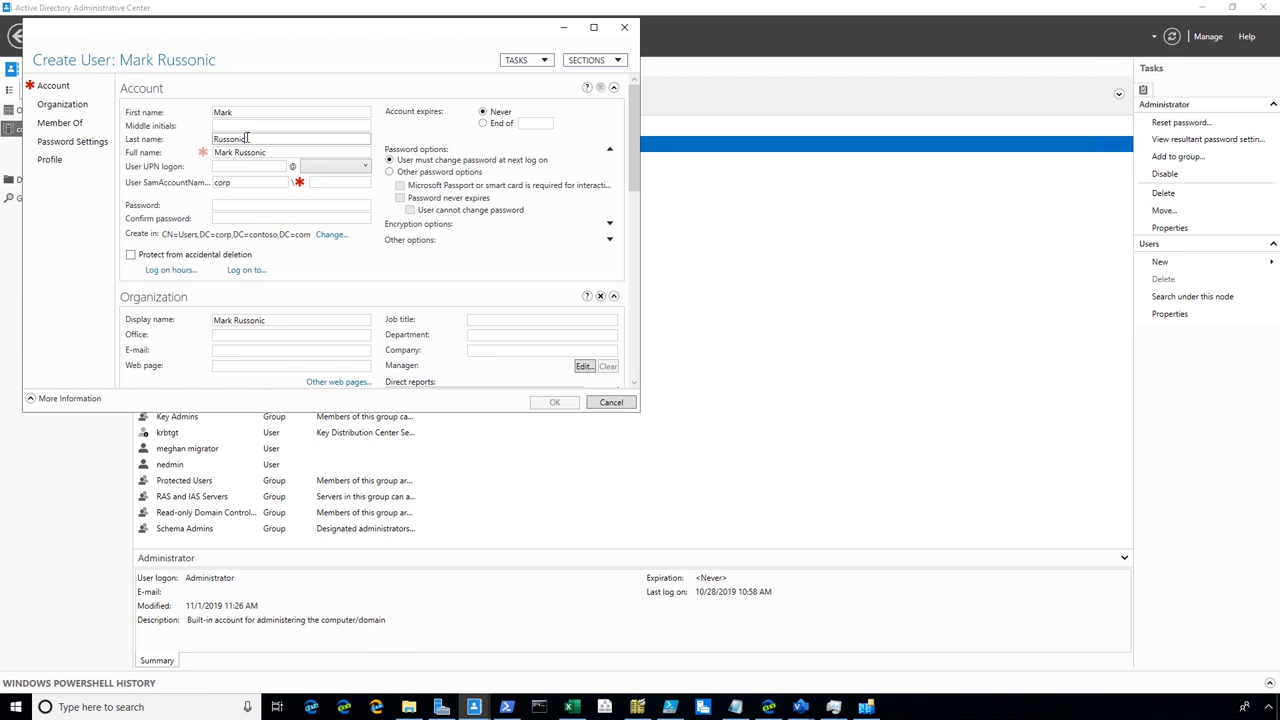 Active Directory Administrative Center
Manage
Help
Create User: Mark Russonic
TASKS
SECTIONS
Account
Organization
Member Of
Password Settings
Profile
Account
First name:
Mark
Middle initials:
Last name:
Russonic
Full name:
Mark Russonic
User UPN logon:
@
User SamAccountNam...
corp
\
Password:
Confirm password:
Create in:
CN=Users,DC=corp,DC=contoso,DC=com
Change...
Protect from accidental deletion
Log on hours...
Log on to...
Account expires:
Never
End of
Password options:
User must change password at next log on
Other password options
Microsoft Passport or smart card is required for interacti...
Password never expires
User cannot change password
Encryption options:
Other options:
Organization
Display name:
Mark Russonic
Office:
E-mail:
Web page:
Other web pages...
Job title:
Department:
Company:
Manager:
Edit...
Clear
Direct reports:
More Information
OK
Cancel
Key Admins
Group
Members of this group ca...
krbtgt
User
Key Distribution Center Se...
meghan migrator
User
nedmin
User
Protected Users
Group
Members of this group ar...
RAS and IAS Servers
Group
Servers in this group can a...
Read-only Domain Control...
Group
Members of this group ar...
Schema Admins
Group
Designated administrators...
Administrator
User logon:
Administrator
E-mail:
Modified:
11/1/2019 11:26 AM
Description:
Built-in account for administering the computer/domain
Expiration:
<Never>
Last log on:
10/28/2019 10:58 AM
Summary
Tasks
Administrator
Reset password...
View resultant password settin...
Add to group...
Disable
Delete
Move...
Properties
Users
New
Delete
Search under this node
Properties
WINDOWS POWERSHELL HISTORY
Type here to search